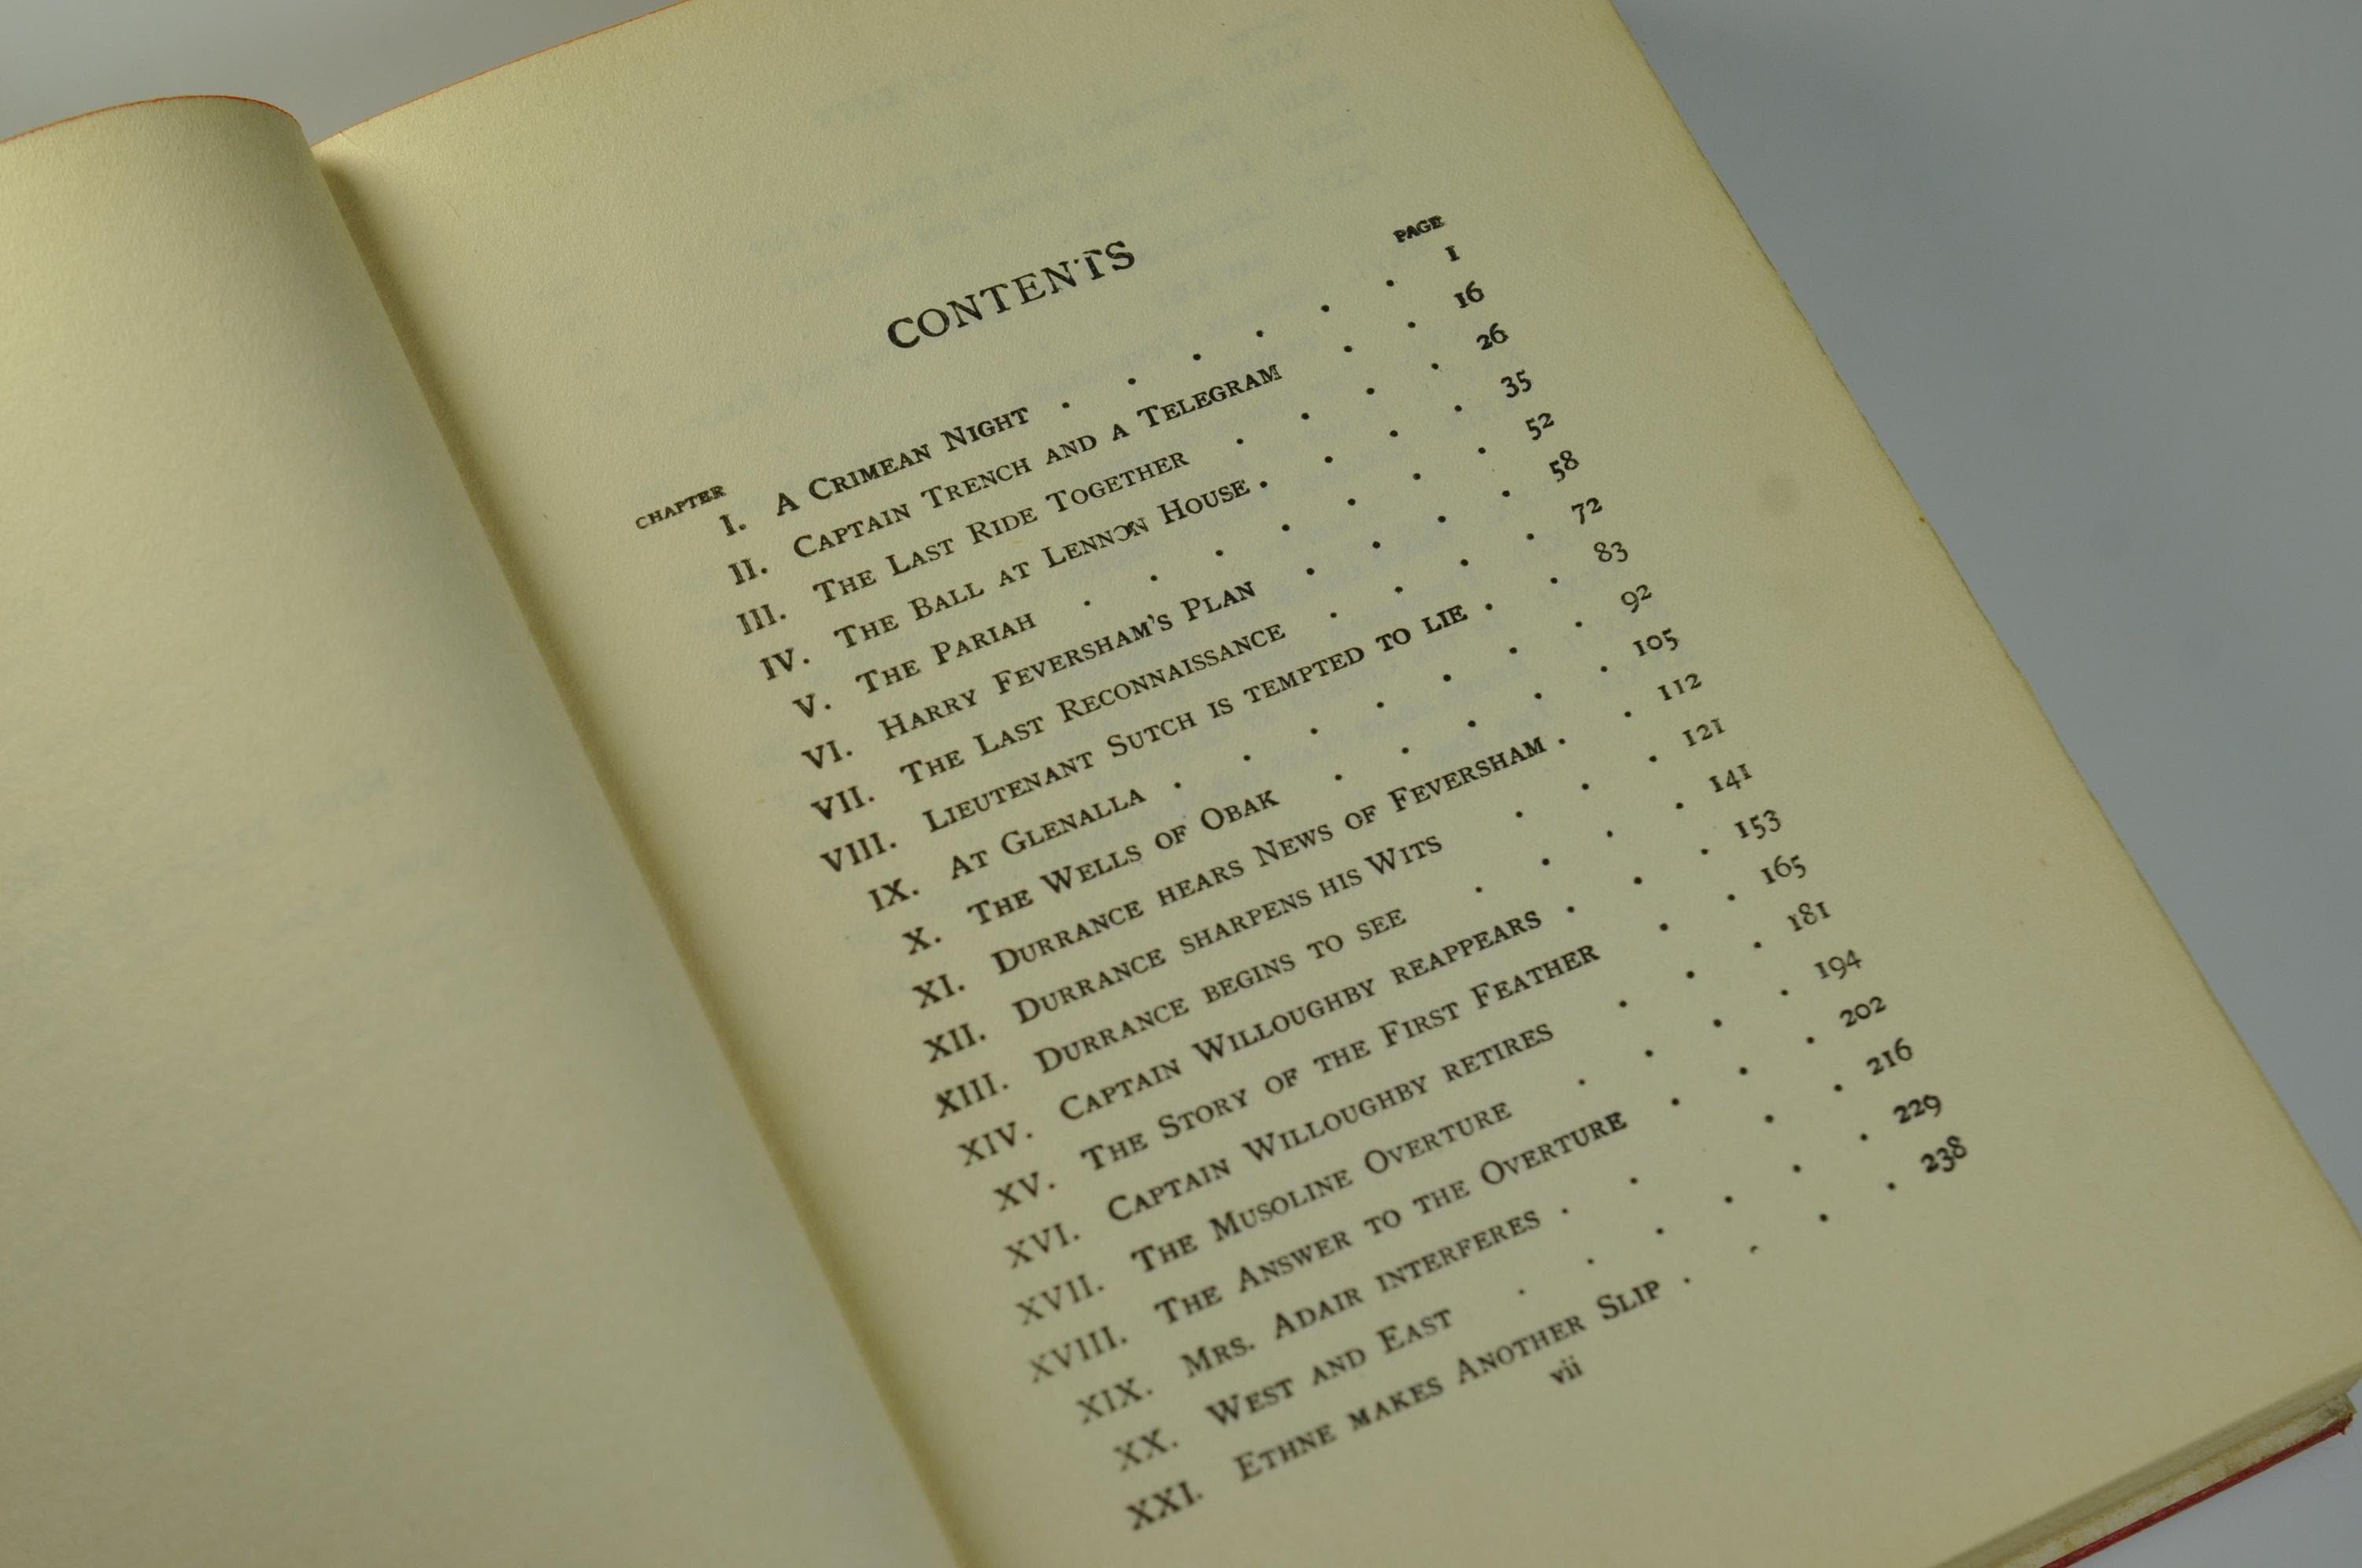 CONTENTS
CHAPTER PAGE
I. A Crimean Night . . . . . . 1
II. Captain Trench and a Telegram . . 16
III. The Last Ride Together . . . . 26
IV. The Ball at Lennon House . . . . 35
V. The Pariah . . . . . . . 52
VI. Harry Feversham's Plan . . . . 58
VII. The Last Reconnaissance . . . . 72
VIII. Lieutenant Sutch is tempted to lie . . 83
IX. At Glenalla . . . . . . . 92
X. The Wells of Obak . . . . . 105
XI. Durrance hears News of Feversham . . 112
XII. Durrance sharpens his Wits . . . 121
XIII. Durrance begins to see . . . . 141
XIV. Captain Willoughby reappears . . . 153
XV. The Story of the First Feather . . 165
XVI. Captain Willoughby retires . . . 181
XVII. The Musoline Overture . . . . 194
XVIII. The Answer to the Overture . . . 202
XIX. Mrs. Adair interferes . . . . 216
XX. West and East . . . . . . 229
XXI. Ethne makes Another Slip . . . . 238
vii